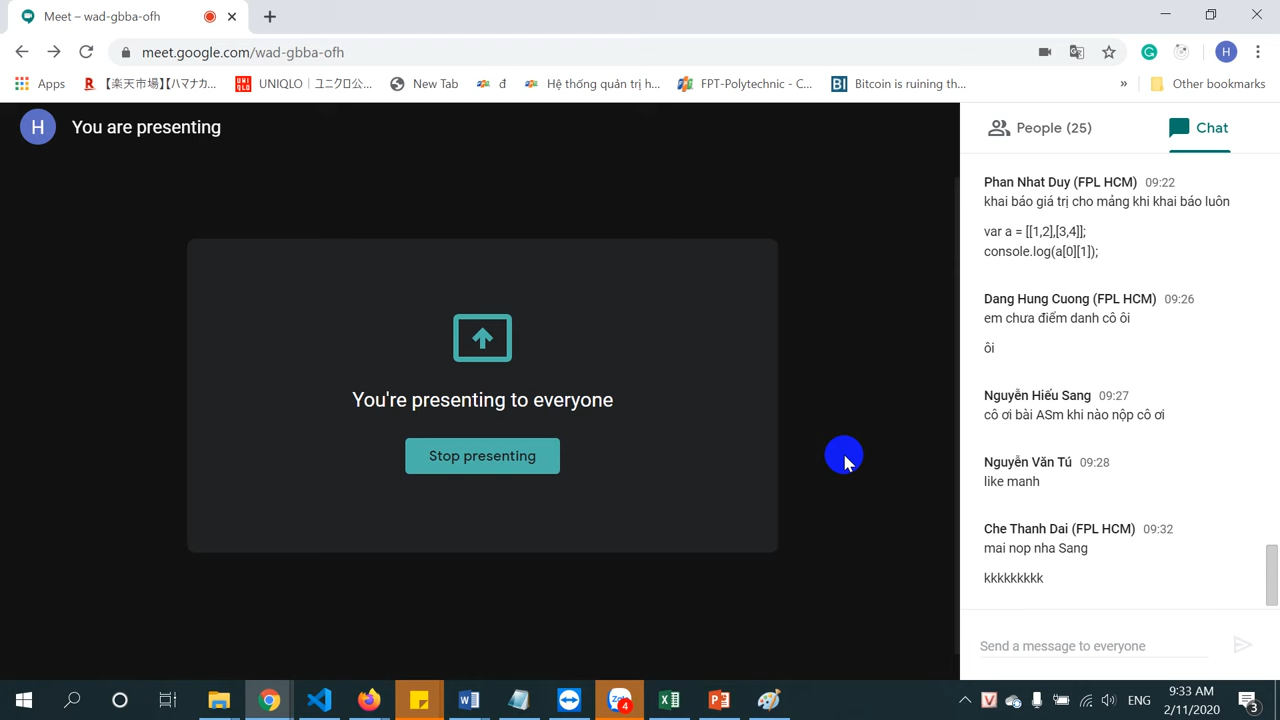 Meet – wad-gbba-ofh
meet.google.com/wad-gbba-ofh
Apps
【楽天市場】【ハマナカ...
UNIQLO｜ユニクロ公...
New Tab
đ
Hệ thống quản trị h...
FPT-Polytechnic - C...
BI
Bitcoin is ruining th...
»
Other bookmarks
H
H
You are presenting
You're presenting to everyone
Stop presenting
People (25)
Chat
Phan Nhat Duy (FPL HCM) 09:22
khai báo giá trị cho mảng khi khai báo luôn
var a = [[1,2],[3,4]];
console.log(a[0][1]);
Dang Hung Cuong (FPL HCM) 09:26
em chưa điểm danh cô ôi
ôi
Nguyễn Hiếu Sang 09:27
cô ơi bài ASm khi nào nộp cô ơi
Nguyễn Văn Tú 09:28
like manh
Che Thanh Dai (FPL HCM) 09:32
mai nop nha Sang
kkkkkkkkk
Send a message to everyone
4
ENG
9:33 AM
2/11/2020
3